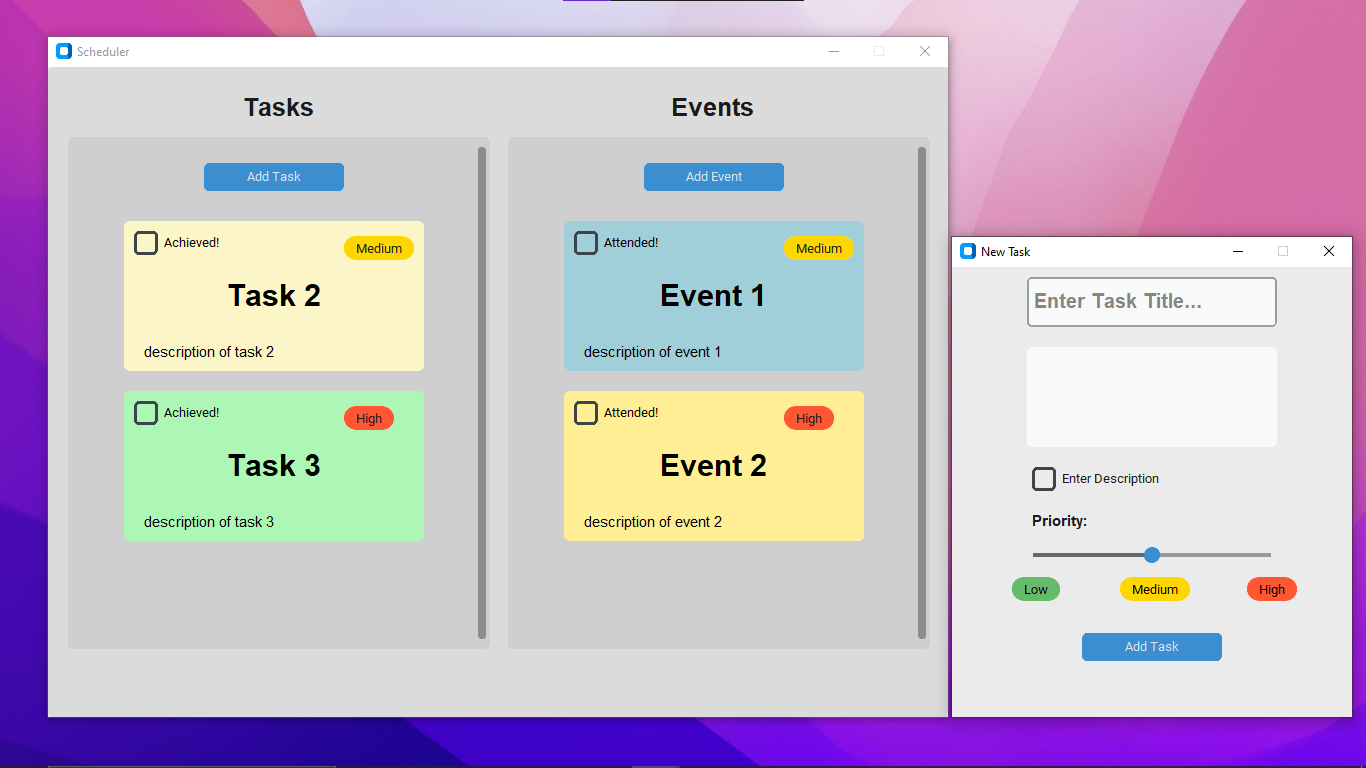 Scheduler
Tasks
Events
Add Task
Add Event
Achieved!
Medium
Task 2
description of task 2
Achieved!
High
Task 3
description of task 3
Attended!
Medium
Event 1
description of event 1
Attended!
High
Event 2
description of event 2
New Task
Enter Task Title...
Enter Description
Priority:
Low
Medium
High
Add Task